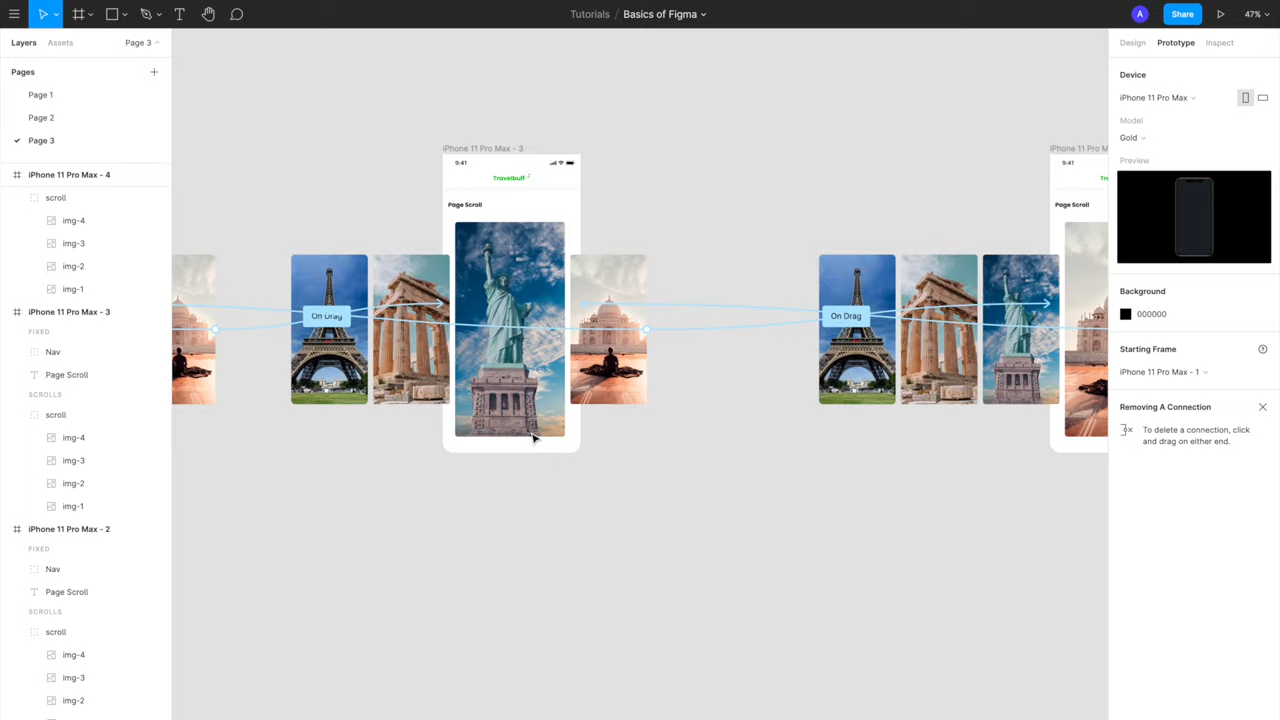 Tutorials / Basics of Figma
A
Share
47%
Layers
Assets
Page 3
Pages
Page 1
Page 2
Page 3
iPhone 11 Pro Max - 4
scroll
img-4
img-3
img-2
img-1
iPhone 11 Pro Max - 3
FIXED
Nav
Page Scroll
SCROLLS
scroll
img-4
img-3
img-2
img-1
iPhone 11 Pro Max - 2
FIXED
Nav
Page Scroll
SCROLLS
scroll
img-4
img-3
img-2
iPhone 11 Pro Max - 3
9:41
Travelbuff
Page Scroll
On Drag
On Drag
iPhone 11 Pro M
9:41
Tr
Page Scroll
Design
Prototype
Inspect
Device
iPhone 11 Pro Max
Model
Gold
Preview
Background
000000
Starting Frame
iPhone 11 Pro Max - 1
Removing A Connection
To delete a connection, click
and drag on either end.